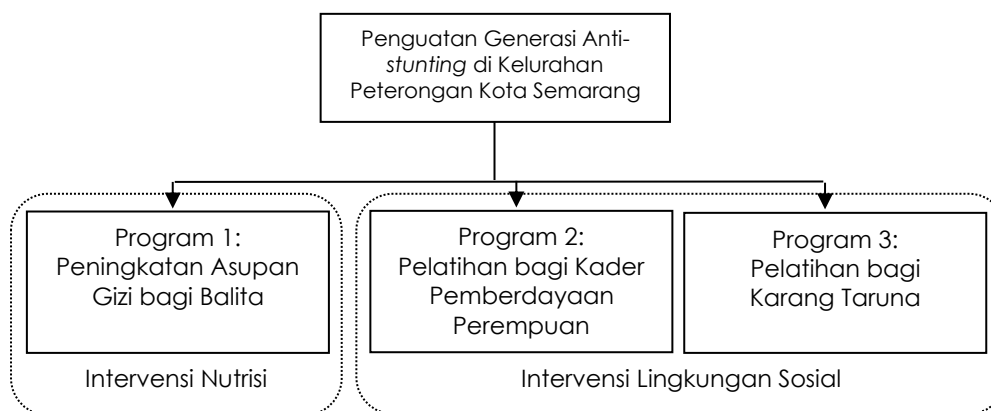 Penguatan Generasi Anti-
stunting di Kelurahan
Peterongan Kota Semarang
Program 1:
Peningkatan Asupan
Gizi bagi Balita
Program 2:
Pelatihan bagi Kader
Pemberdayaan
Perempuan
Program 3:
Pelatihan bagi
Karang Taruna
Intervensi Nutrisi
Intervensi Lingkungan Sosial